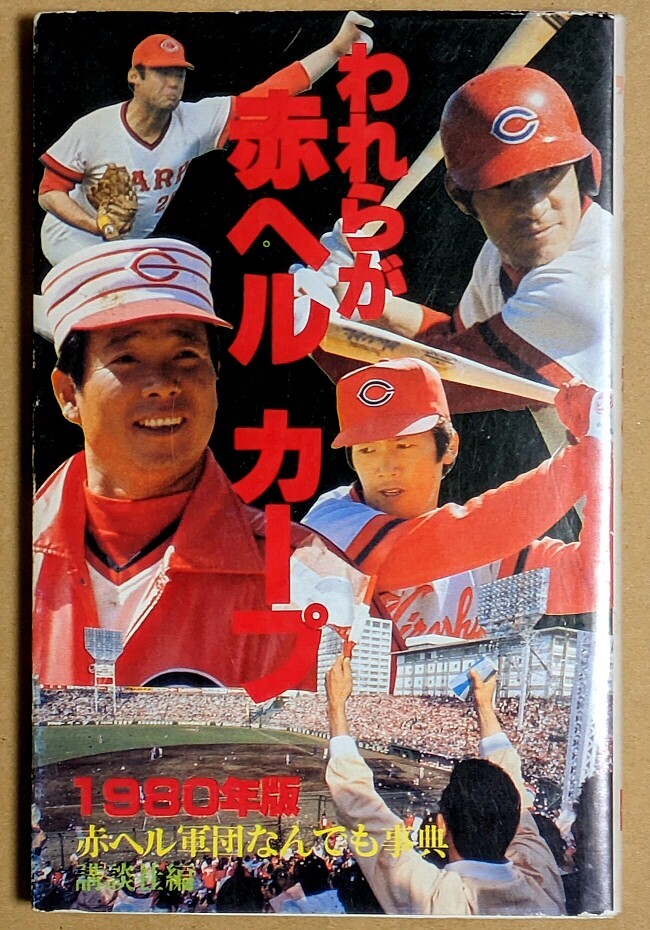 われらが
赤ヘル カープ
1980年版
赤ヘル軍団なんでも事典
講談社編